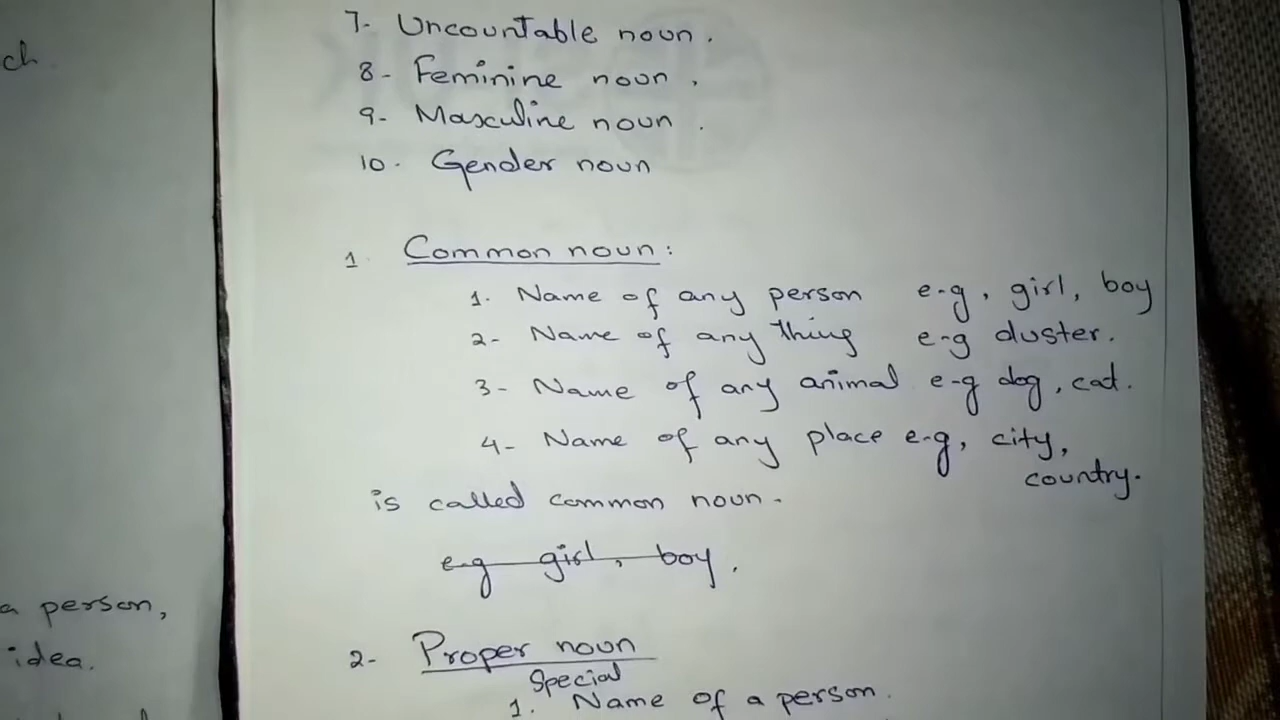 ch
a person,
idea.
7- Uncountable noun.
8- Feminine noun.
9- Masculine noun.
10- Gender noun
1. Common noun:
1. Name of any person e-g, girl, boy
2- Name of any thing e-g duster.
3- Name of any animal e-g dog, cat.
4- Name of any place e-g, city,
country.
is called common noun-
e-g girl, boy.
2- Proper noun
Special
1. Name of a person.